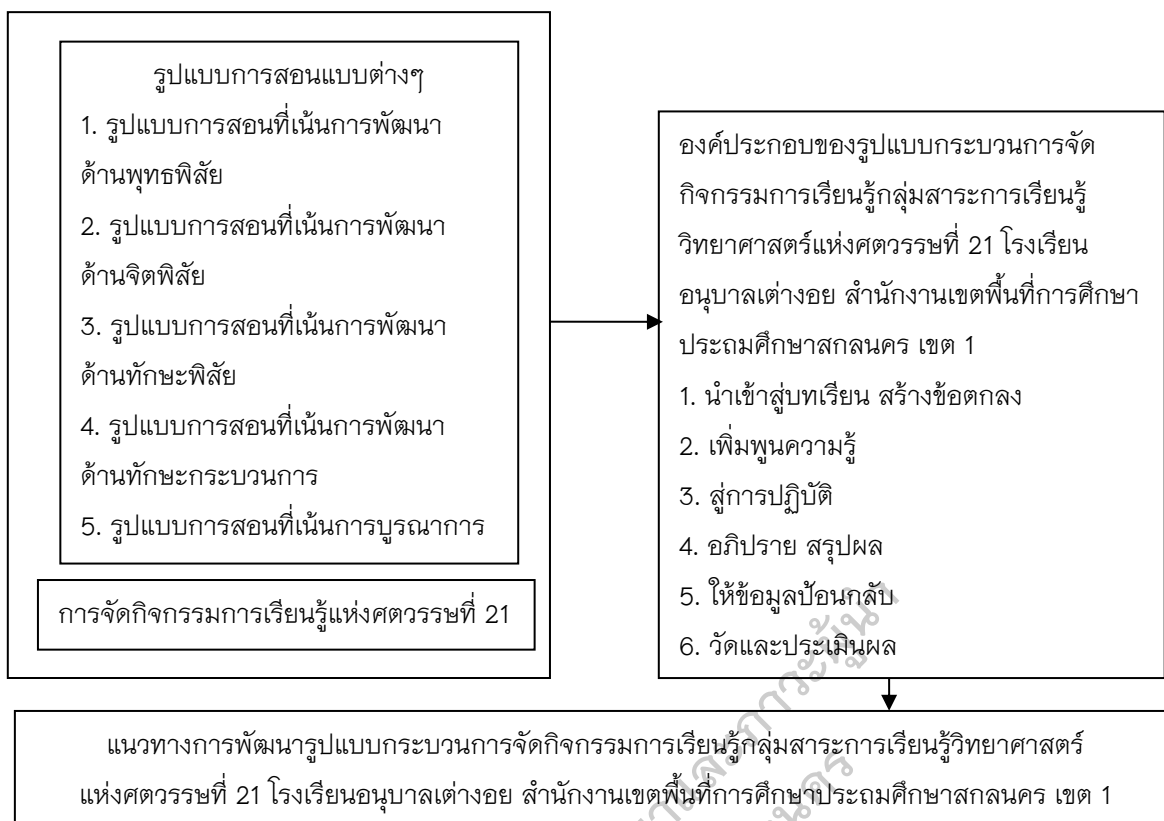 รูปแบบการสอนแบบต่างๆ
1. รูปแบบการสอนที่เน้นการพัฒนา
ด้านพุทธพิสัย
2. รูปแบบการสอนที่เน้นการพัฒนา
ด้านจิตพิสัย
3. รูปแบบการสอนที่เน้นการพัฒนา
ด้านทักษะพิสัย
4. รูปแบบการสอนที่เน้นการพัฒนา
ด้านทักษะกระบวนการ
5. รูปแบบการสอนที่เน้นการบูรณาการ
การจัดกิจกรรมการเรียนรู้แห่งศตวรรษที่ 21
องค์ประกอบของรูปแบบกระบวนการจัด
กิจกรรมการเรียนรู้กลุ่มสาระการเรียนรู้
วิทยาศาสตร์แห่งศตวรรษที่ 21 โรงเรียน
อนุบาลเต่างอย สำนักงานเขตพื้นที่การศึกษา
ประถมศึกษาสกลนคร เขต 1
1. นำเข้าสู่บทเรียน สร้างข้อตกลง
2. เพิ่มพูนความรู้
3. สู่การปฏิบัติ
4. อภิปราย สรุปผล
5. ให้ข้อมูลป้อนกลับ
6. วัดและประเมินผล
แนวทางการพัฒนารูปแบบกระบวนการจัดกิจกรรมการเรียนรู้กลุ่มสาระการเรียนรู้วิทยาศาสตร์
แห่งศตวรรษที่ 21 โรงเรียนอนุบาลเต่างอย สำนักงานเขตพื้นที่การศึกษาประถมศึกษาสกลนคร เขต 1